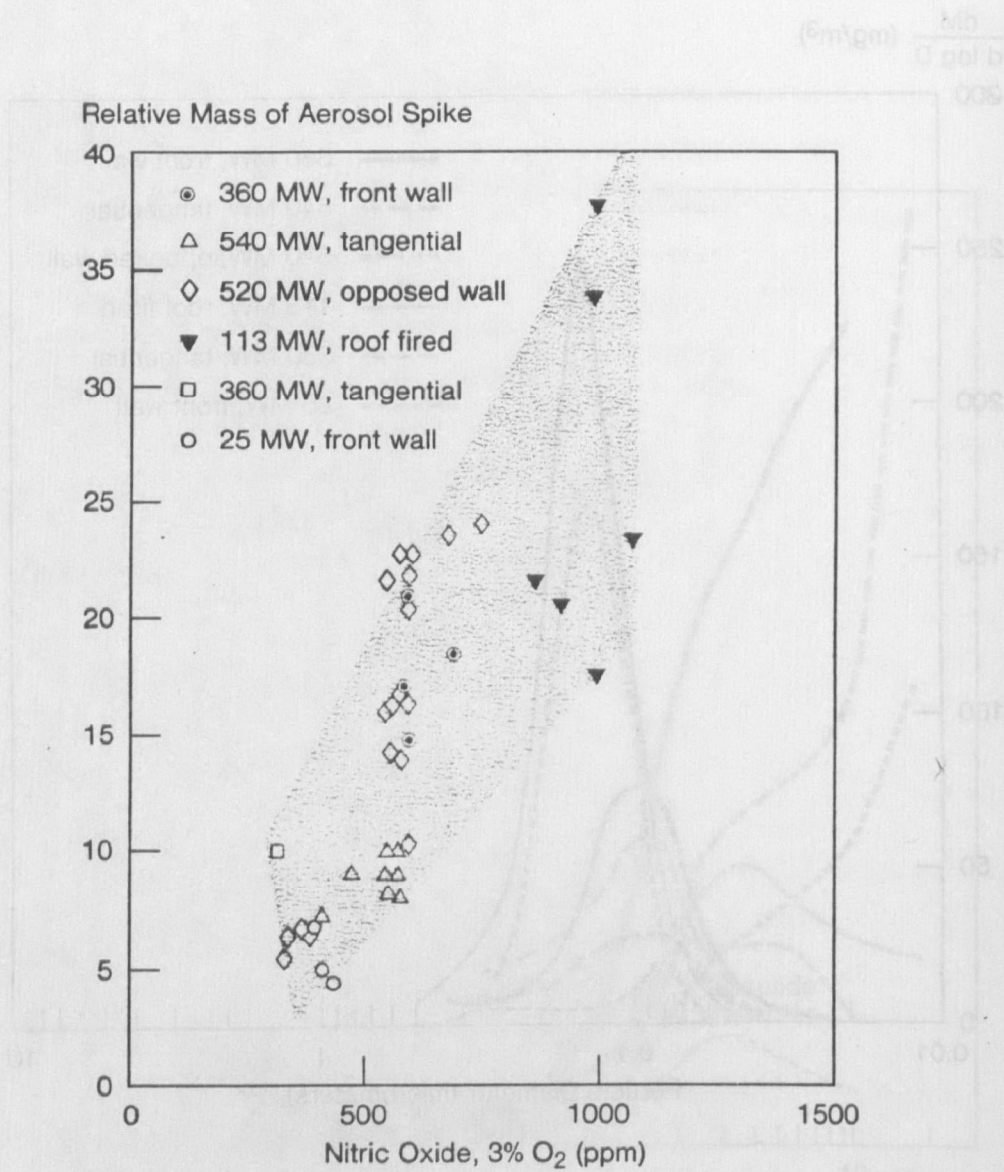 Relative Mass of Aerosol Spike
40
360 MW, front wall
540 MW, tangential
35
520 MW, opposed wall
113 MW, roof fired
30
360 MW, tangential
25 MW, front wall
25
20
15
10
5
0
0 500 1000 1500
Nitric Oxide, 3% O₂ (ppm)